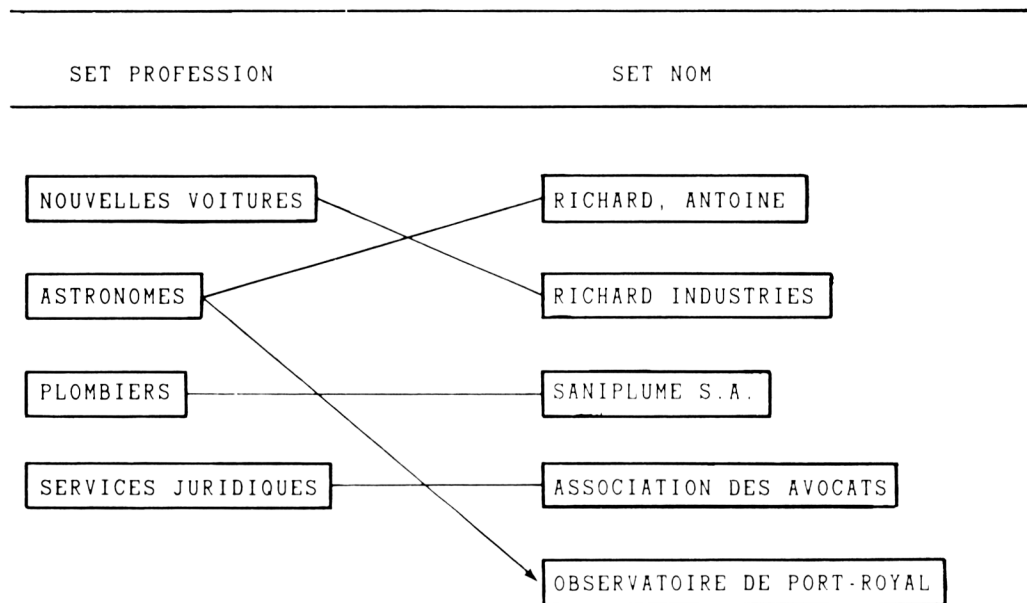 SET PROFESSION SET NOM
NOUVELLES VOITURES RICHARD, ANTOINE
ASTRONOMES RICHARD INDUSTRIES
PLOMBIERS SANIPLUME S.A.
SERVICES JURIDIQUES ASSOCIATION DES AVOCATS
OBSERVATOIRE DE PORT-ROYAL